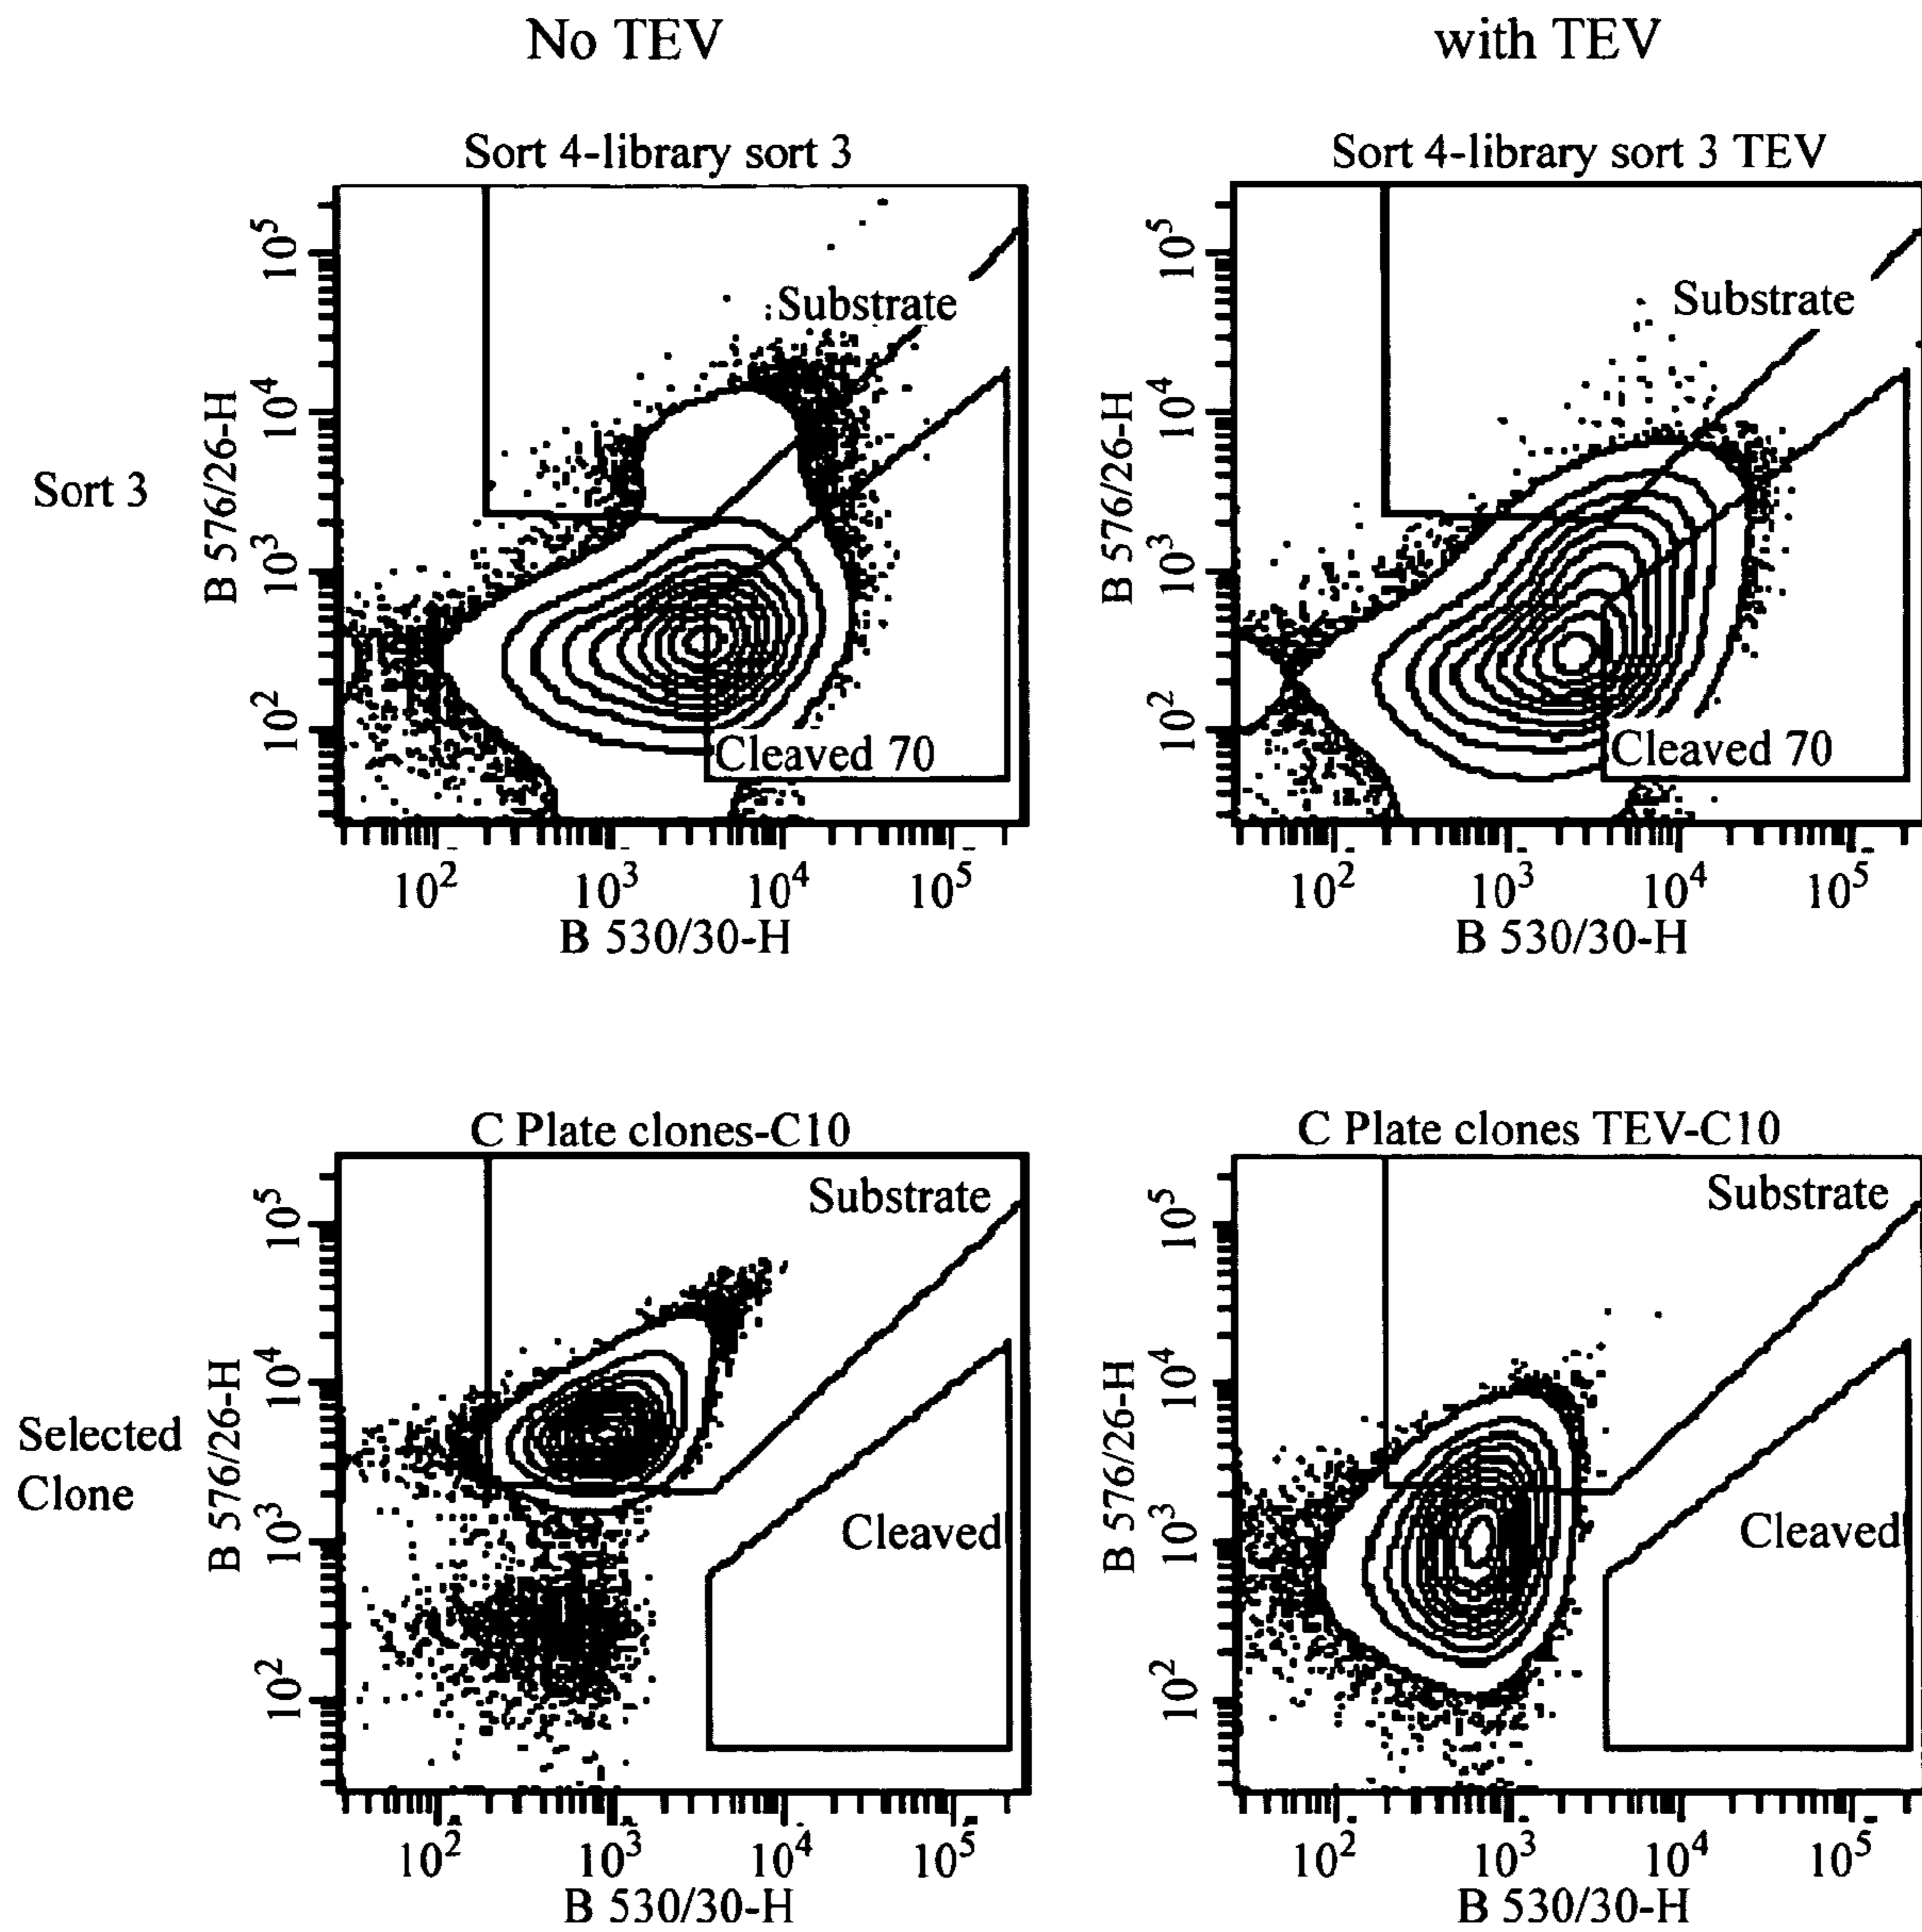 No TEV
with TEV
Sort 4-library sort 3
Sort 4-library sort 3 TEV
Sort 3
B 576/26-H
10^5
10^4
10^3
10^2
Substrate
Cleaved 70
10^2 10^3 10^4 10^5
B 530/30-H
B 576/26-H
10^5
10^4
10^3
10^2
Substrate
Cleaved 70
10^2 10^3 10^4 10^5
B 530/30-H
C Plate clones-C10
C Plate clones TEV-C10
Selected
Clone
B 576/26-H
10^5
10^4
10^3
10^2
Substrate
Cleaved
10^2 10^3 10^4 10^5
B 530/30-H
B 576/26-H
10^5
10^4
10^3
10^2
Substrate
Cleaved
10^2 10^3 10^4 10^5
B 530/30-H